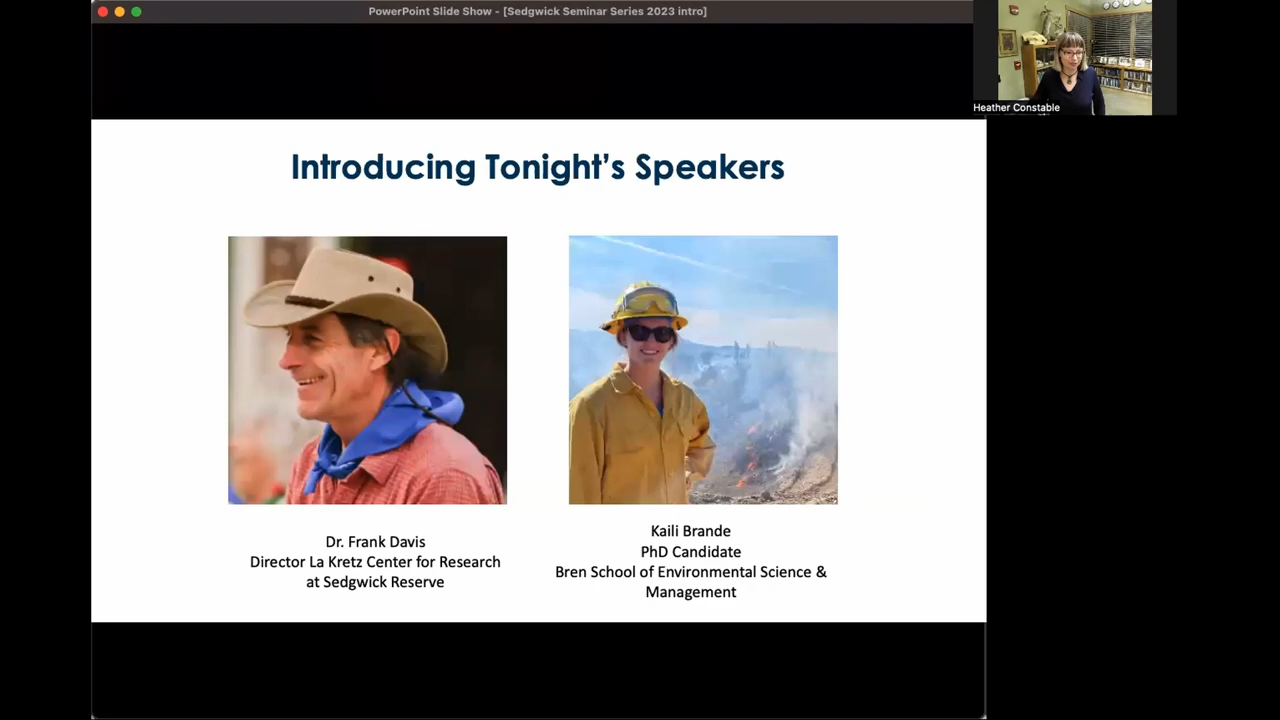 PowerPoint Slide Show - [Sedgwick Seminar Series 2023 intro]
Heather Constable
Introducing Tonight's Speakers
Dr. Frank Davis
Director La Kretz Center for Research
at Sedgwick Reserve
Kaili Brande
PhD Candidate
Bren School of Environmental Science &
Management